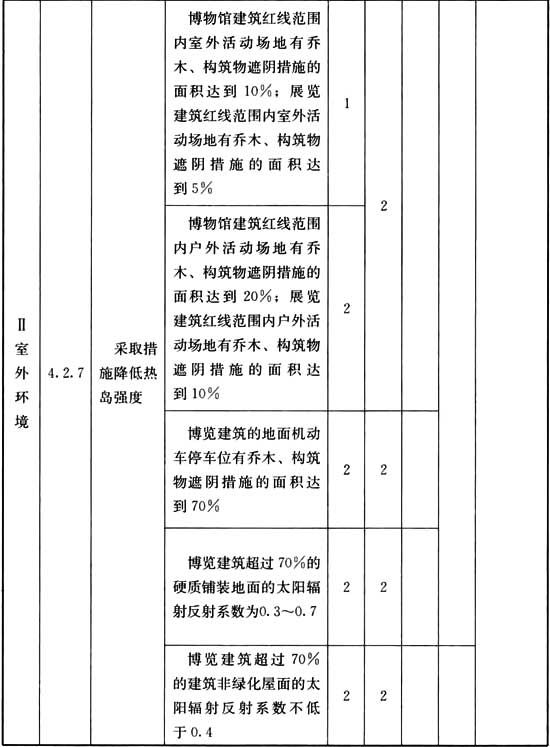 博物馆建筑红线范围
内室外活动场地有乔
木、构筑物遮阴措施的
面积达到10%；展览
建筑红线范围内室外活
动场地有乔木、构筑物
遮阴措施的面积达
到5%
1
2
博物馆建筑红线范围
内户外活动场地有乔
木、构筑物遮阴措施的
面积达到20%；展览
建筑红线范围内户外活
动场地有乔木、构筑物
遮阴措施的面积达
到10%
2
Ⅱ
室
外
环
境
4.2.7
采取措
施降低热
岛强度
博览建筑的地面机动
车停车位有乔木、构筑
物遮阴措施的面积达
到70%
2
2
博览建筑超过70%的
硬质铺装地面的太阳辐
射反射系数为0.3～0.7
2
2
博览建筑超过70%
的建筑非绿化屋面的太
阳辐射反射系数不低
于0.4
2
2